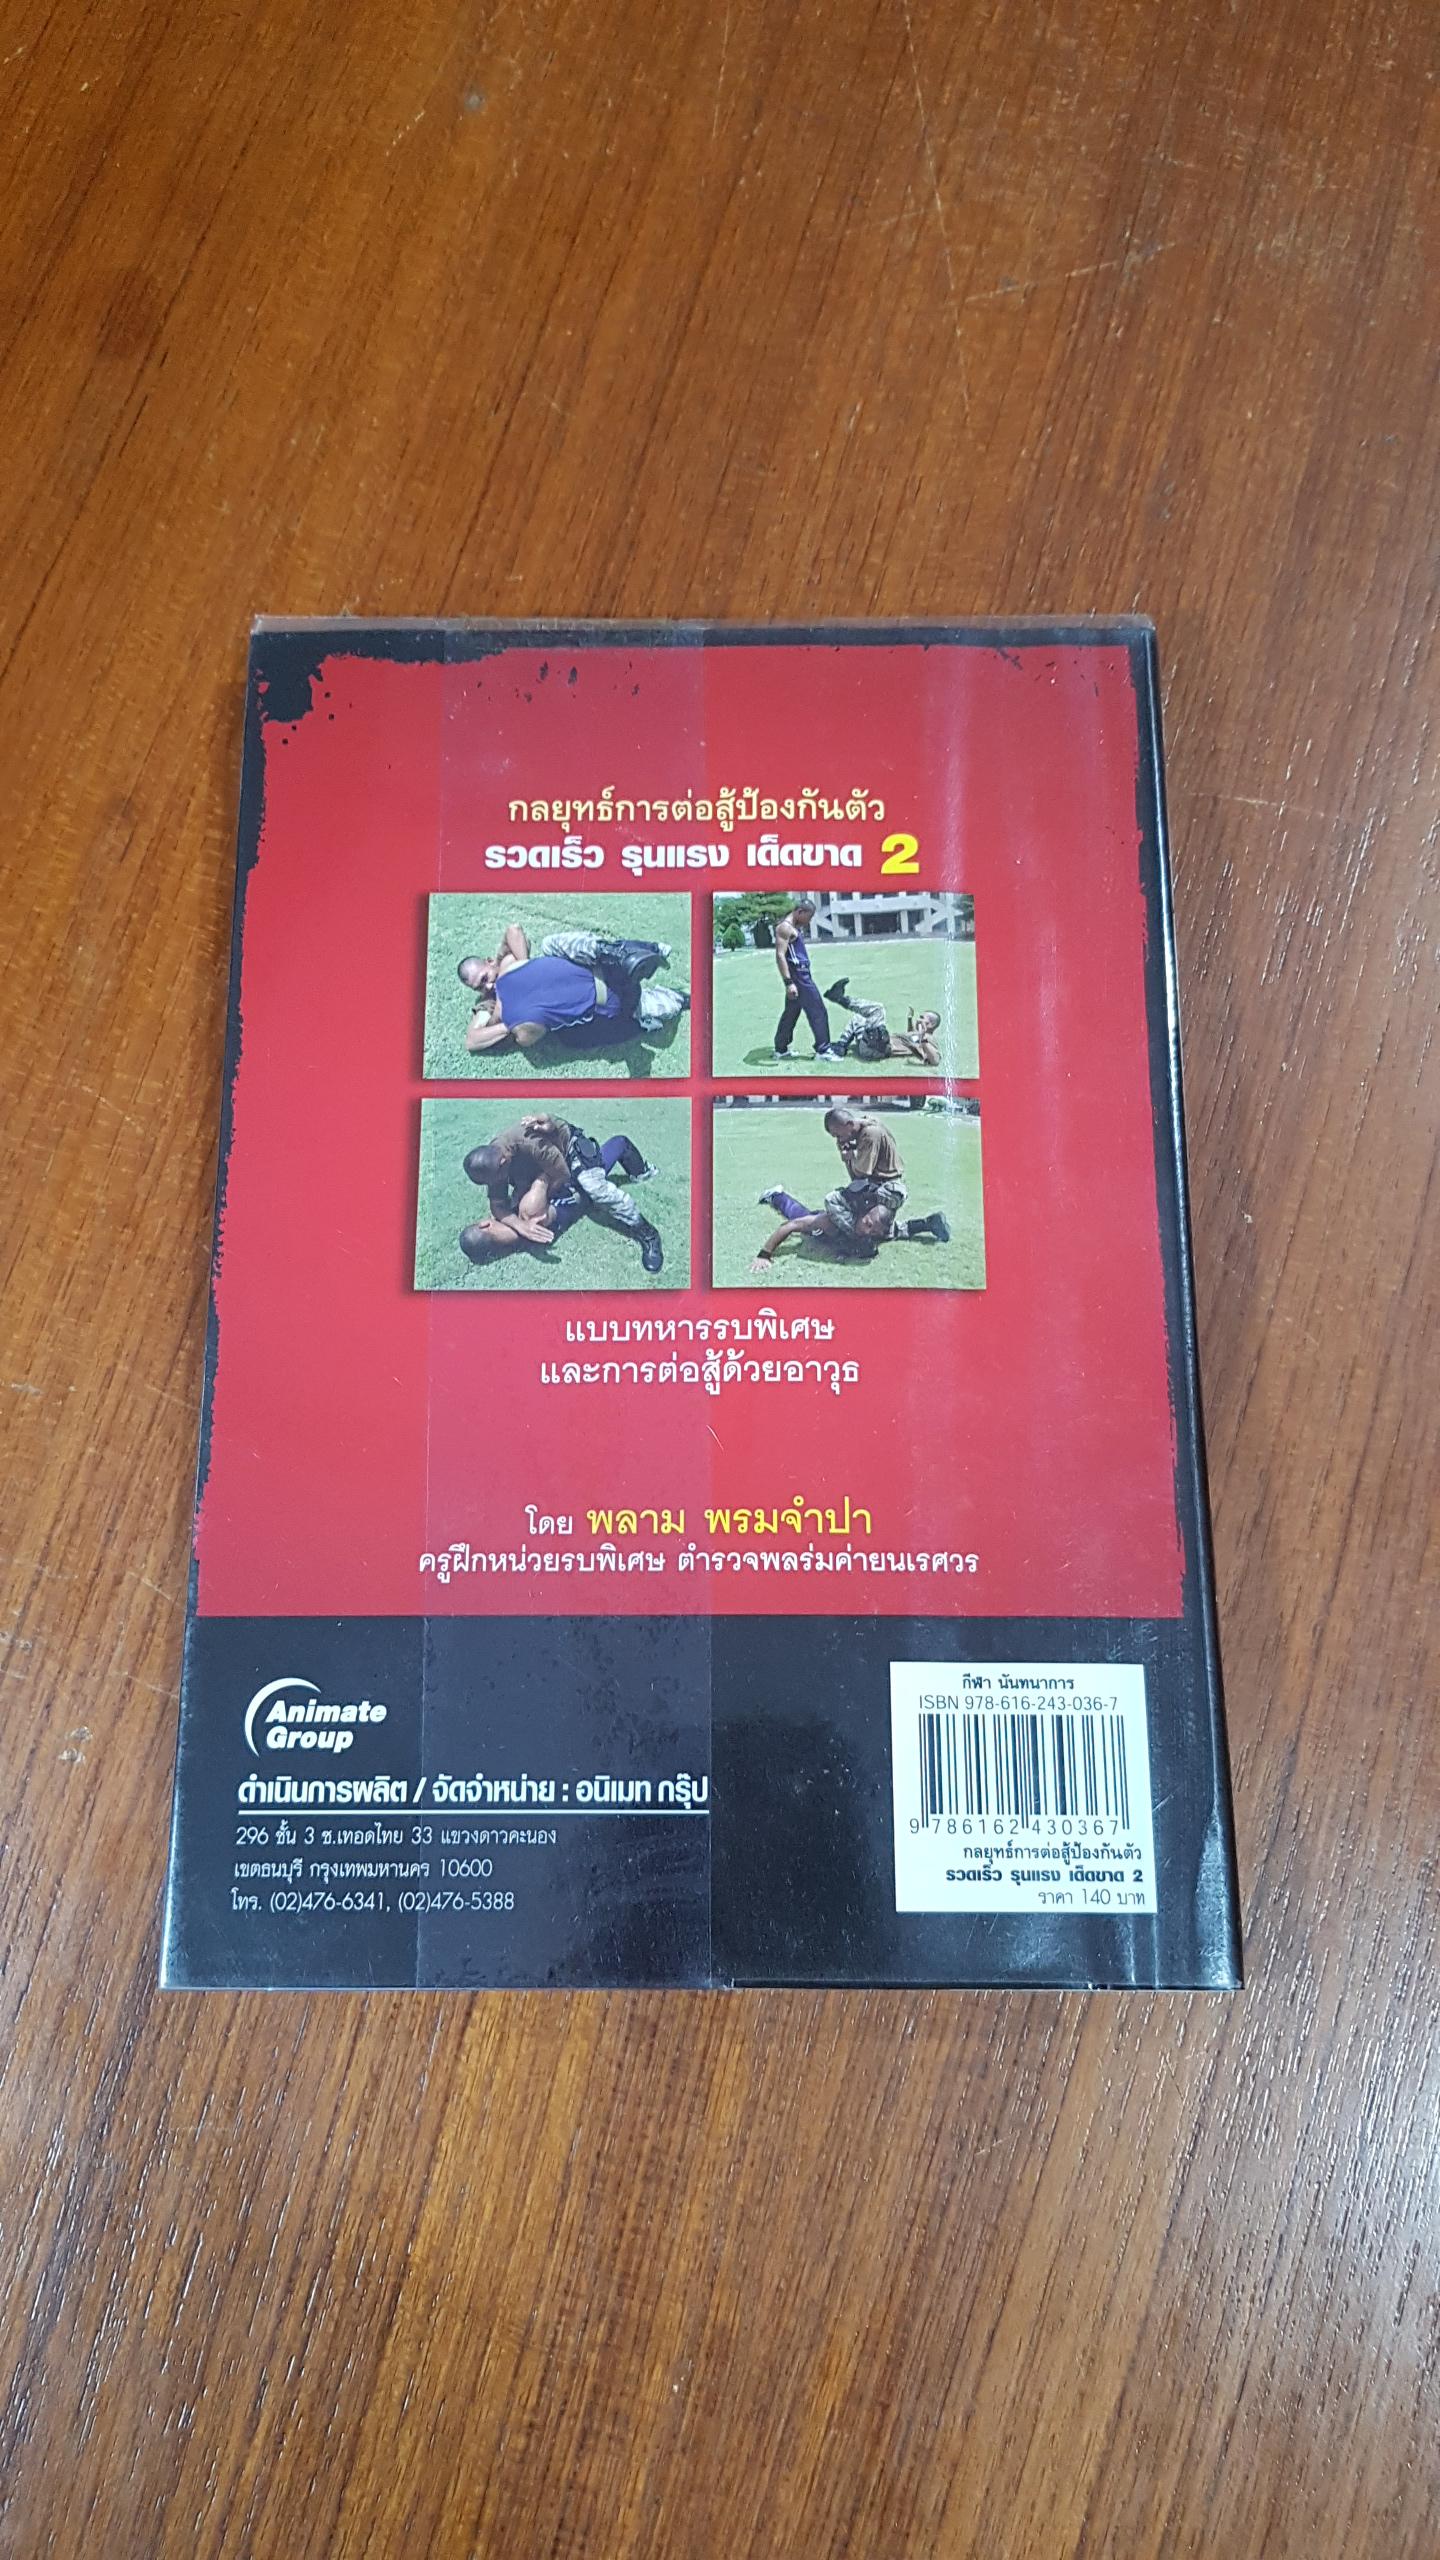 กลยุทธ์การต่อสู้ป้องกันตัว
รวดเร็ว รุนแรง เด็ดขาด 2
แบบทหารรบพิเศษ
และการต่อสู้ด้วยอาวุธ
โดย พลาม พรมจำปา
ครูฝึกหน่วยรบพิเศษ ตำรวจพลร่มค่ายนเรศวร
Animate
Group
ดำเนินการผลิต / จัดจำหน่าย : อนิเมท กรุ๊ป
296 ชั้น 3 ซ.เทอดไทย 33 แขวงดาวคะนอง
เขตธนบุรี กรุงเทพมหานคร 10600
โทร. (02)476-6341, (02)476-5388
กีฬา นันทนาการ
ISBN 978-616-243-036-7
9 786162 430367
กลยุทธ์การต่อสู้ป้องกันตัว
รวดเร็ว รุนแรง เด็ดขาด 2
ราคา 140 บาท